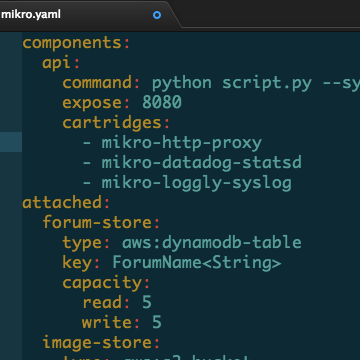 mikro.yaml
components:
  api:
    command: python script.py --sy
    expose: 8080
    cartridges:
      - mikro-http-proxy
      - mikro-datadog-statsd
      - mikro-loggly-syslog
attached:
  forum-store:
    type: aws:dynamodb-table
    key: ForumName<String>
    capacity:
      read: 5
      write: 5
  image-store: